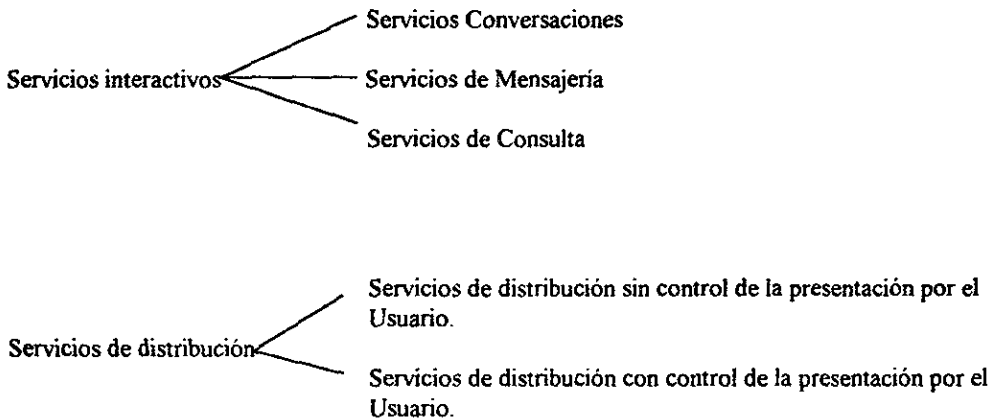 Servicios Conversaciones
Servicios interactivos
Servicios de Mensajería
Servicios de Consulta
Servicios de distribución sin control de la presentación por el
Usuario.
Servicios de distribución
Servicios de distribución con control de la presentación por el
Usuario.